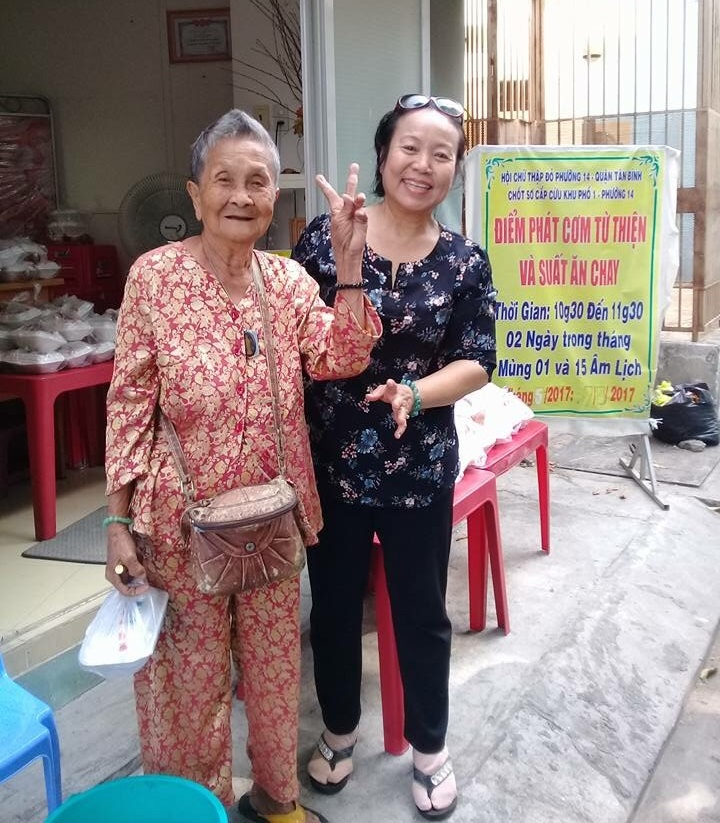 HỘI CHỮ THẬP ĐỎ PHƯỜNG 14 - QUẬN TÂN BÌNH
CHỐT SƠ CẤP CỨU KHU PHỐ 1 - PHƯỜNG 14
ĐIỂM PHÁT CƠM TỪ THIỆN
VÀ SUẤT ĂN CHAY
Thời Gian: 10g30 Đến 11g30
02 Ngày trong tháng
Mùng 01 và 15 Âm Lịch
/2017: 2017